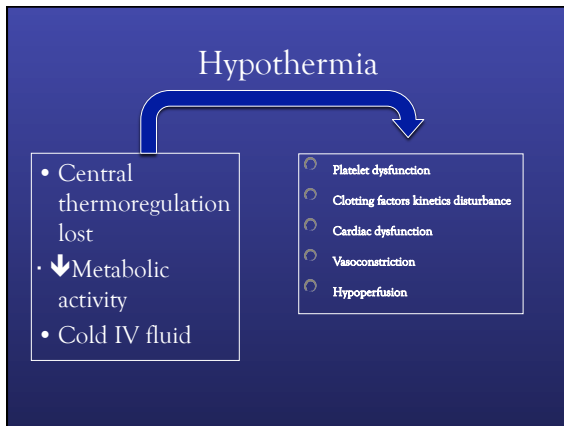 Hypothermia
• Central
thermoregulation
lost
• 🡻Metabolic
activity
• Cold IV fluid
Platelet dysfunction
Clotting factors kinetics disturbance
Cardiac dysfunction
Vasoconstriction
Hypoperfusion